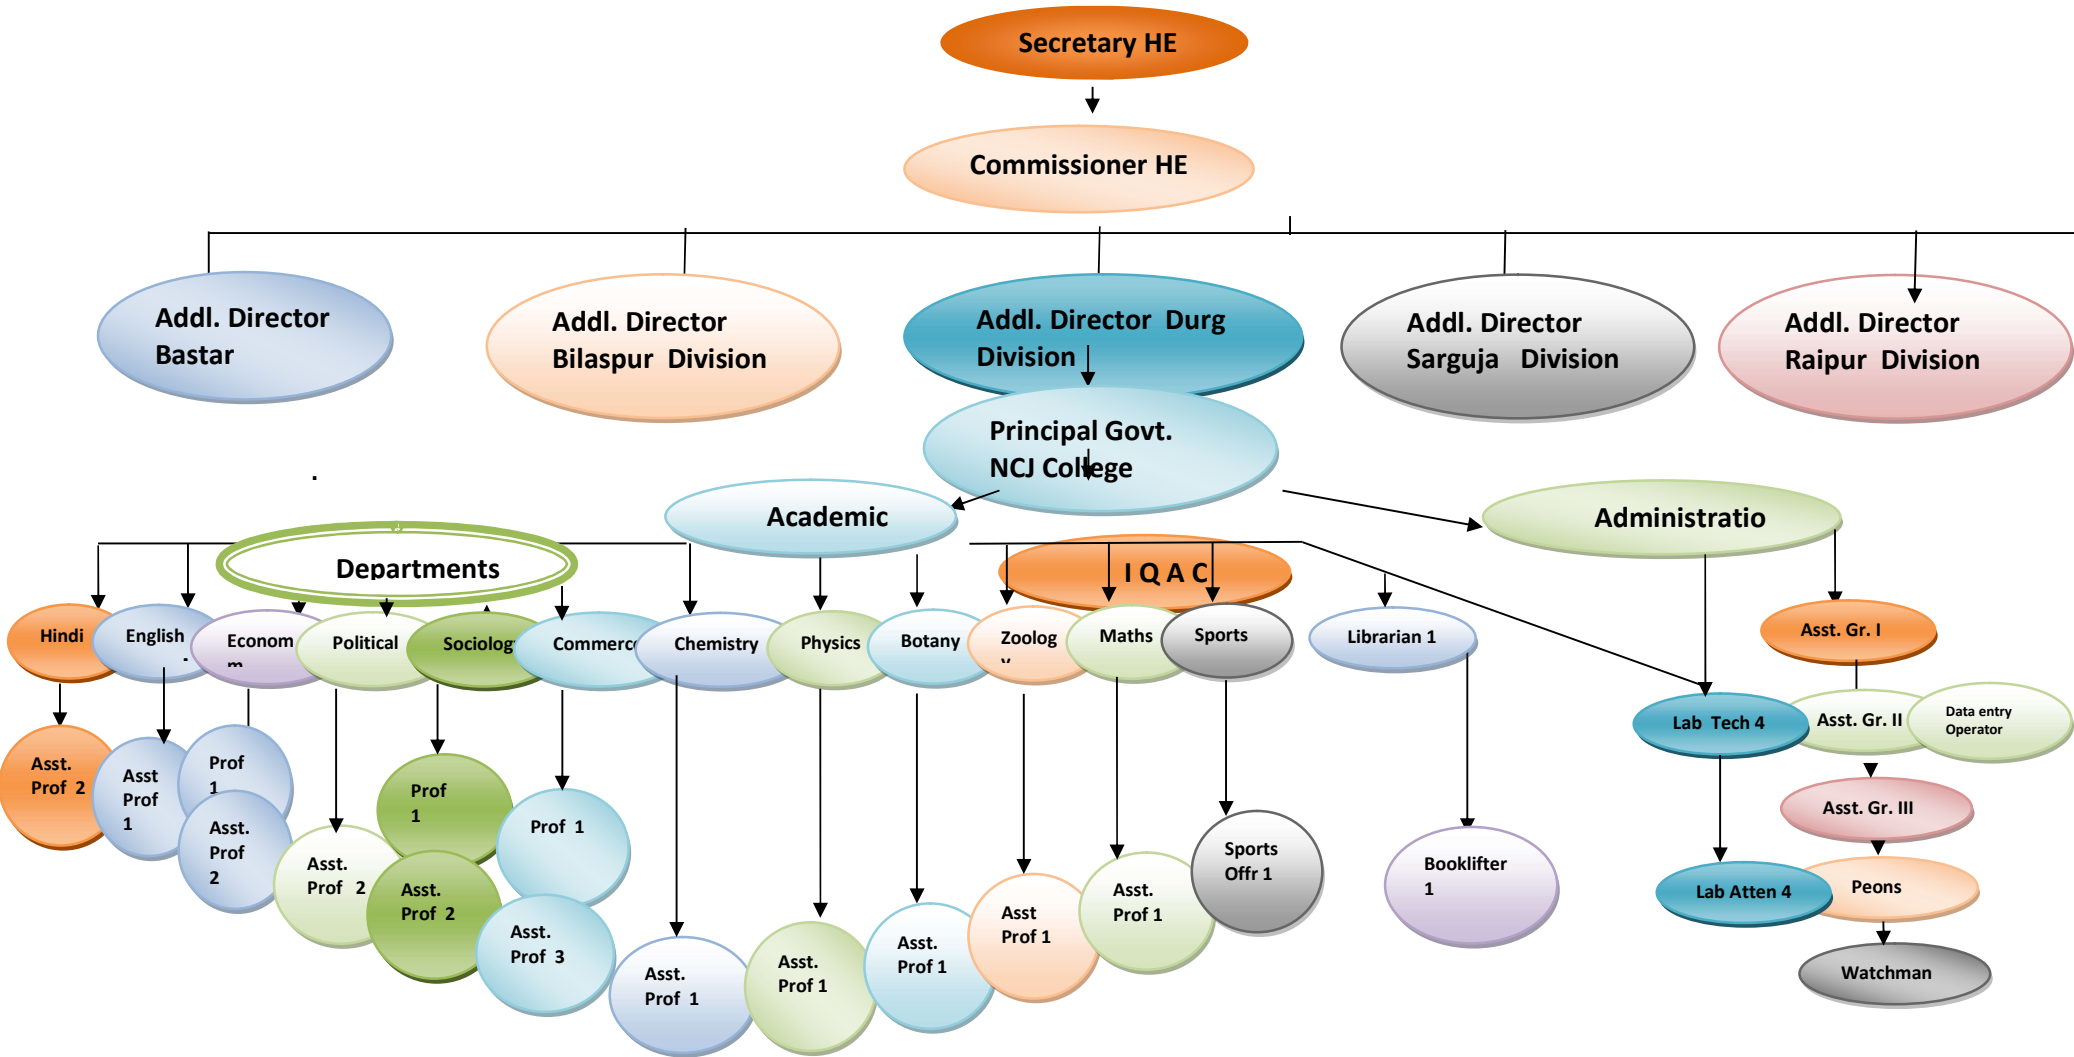 Secretary HE
Commissioner HE
Addl. Director
Bastar
Addl. Director
Bilaspur Division
Addl. Director Durg
Division
Addl. Director
Sarguja Division
Addl. Director
Raipur Division
Principal Govt.
NCJ College
.
Academic
Administratio
Departments
I Q A C
Hindi
English
Econom
Political
Sociolog
Commerc
Chemistry
Physics
Botany
Zoolog
y
Maths
Sports
Librarian 1
Asst. Gr. I
Lab Tech 4
Asst. Gr. II
Data entry
Operator
Asst.
Prof 2
Asst
Prof
1
Prof
1
Asst.
Prof
2
Asst.
Prof 2
Prof
1
Asst.
Prof 2
Prof 1
Asst.
Prof 3
Asst.
Prof 1
Asst.
Prof 1
Asst.
Prof 1
Asst
Prof 1
Asst.
Prof 1
Sports
Offr 1
Booklifter
1
Asst. Gr. III
Lab Atten 4
Peons
Watchman